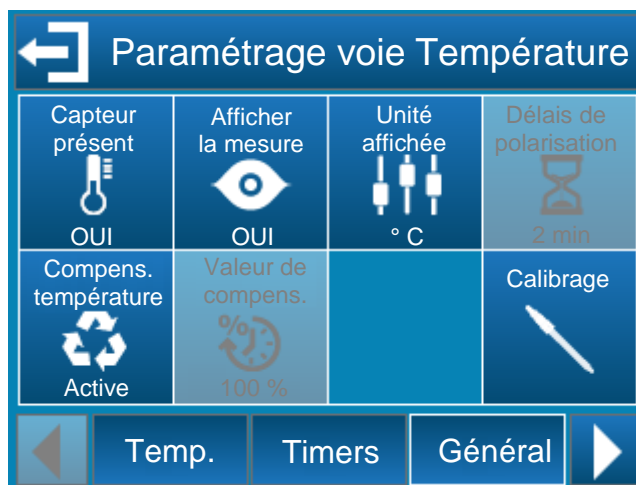 Paramétrage voie Température
Capteur
présent
OUI
Afficher
la mesure
OUI
Unité
affichée
° C
Délais de
polarisation
2 min
Compens.
température
Active
Valeur de
compens.
%
100 %
Calibrage
Temp.
Timers
Général